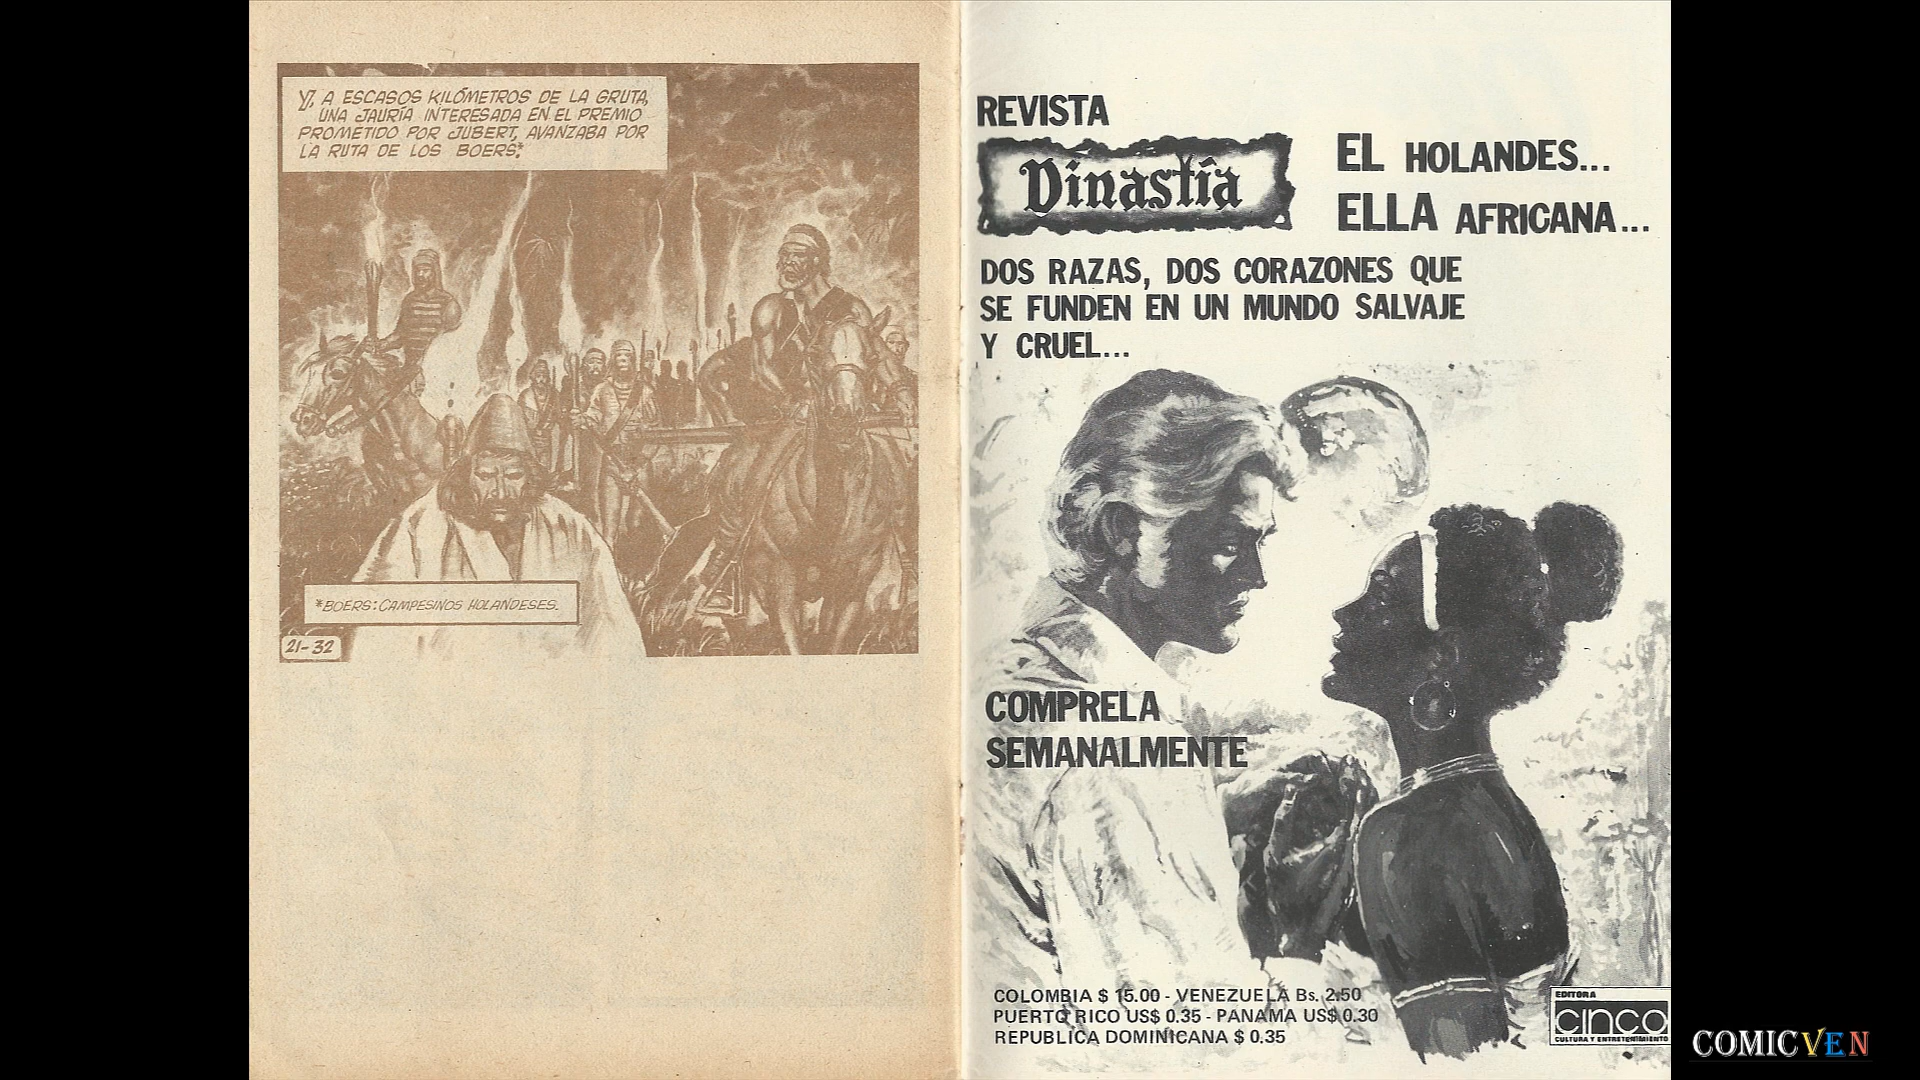 Y, A ESCASOS KILÓMETROS DE LA GRUTA,
UNA JAURÍA INTERESADA EN EL PREMIO
PROMETIDO POR JUBERT, AVANZABA POR
LA RUTA DE LOS BOERS*
*BOERS: CAMPESINOS HOLANDESES.
21-32
REVISTA
Dinastía
EL HOLANDES...
ELLA AFRICANA...
DOS RAZAS, DOS CORAZONES QUE
SE FUNDEN EN UN MUNDO SALVAJE
Y CRUEL...
COMPRELA
SEMANALMENTE
COLOMBIA $ 15.00 - VENEZUELA Bs. 2.50
PUERTO RICO US$ 0.35 - PANAMA US$ 0.30
REPUBLICA DOMINICANA $ 0.35
EDITORA
cinco
CULTURA Y ENTRETENIMIENTO
COMICVEN